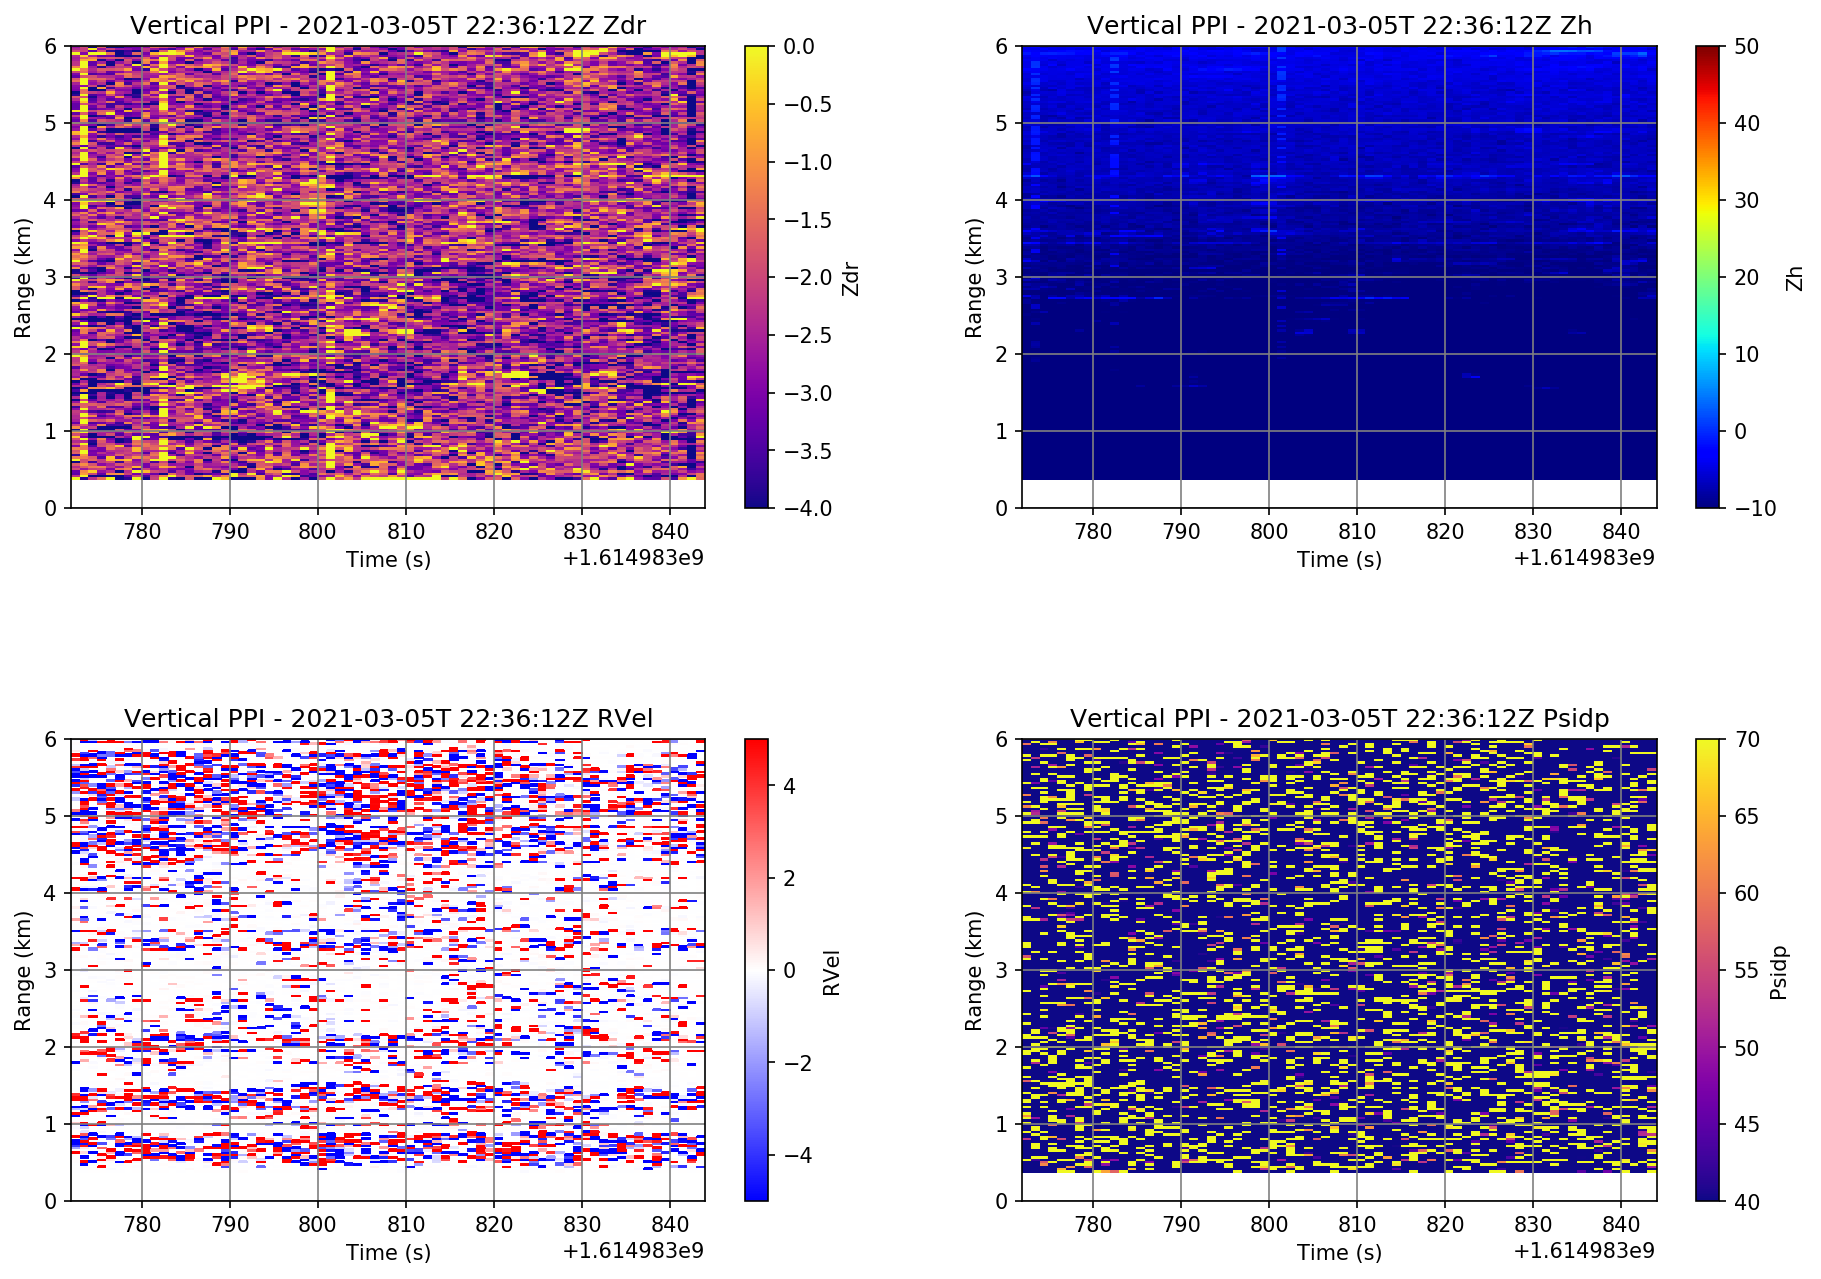 Vertical PPI - 2021-03-05T 22:36:12Z Zdr
6
5
4
3
2
1
0
Range (km)
780 790 800 810 820 830 840
Time (s)
+1.614983e9
0.0
−0.5
−1.0
−1.5
−2.0
−2.5
−3.0
−3.5
−4.0
Zdr
Vertical PPI - 2021-03-05T 22:36:12Z Zh
6
5
4
3
2
1
0
Range (km)
780 790 800 810 820 830 840
Time (s)
+1.614983e9
50
40
30
20
10
0
−10
Zh
Vertical PPI - 2021-03-05T 22:36:12Z RVel
6
5
4
3
2
1
0
Range (km)
780 790 800 810 820 830 840
Time (s)
+1.614983e9
4
2
0
−2
−4
RVel
Vertical PPI - 2021-03-05T 22:36:12Z Psidp
6
5
4
3
2
1
0
Range (km)
780 790 800 810 820 830 840
Time (s)
+1.614983e9
70
65
60
55
50
45
40
Psidp